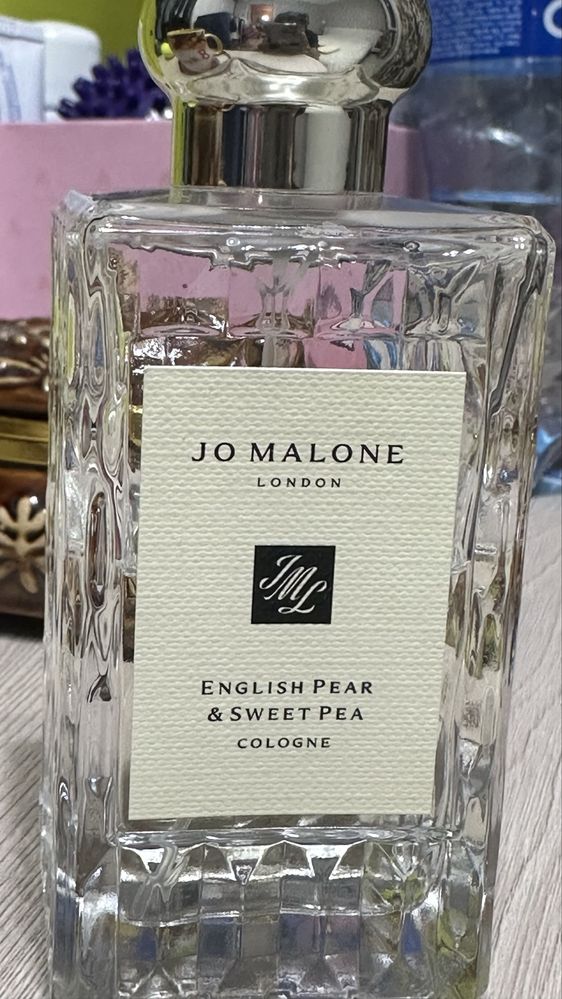 JO MALONE
LONDON
JML
ENGLISH PEAR
& SWEET PEA
COLOGNE